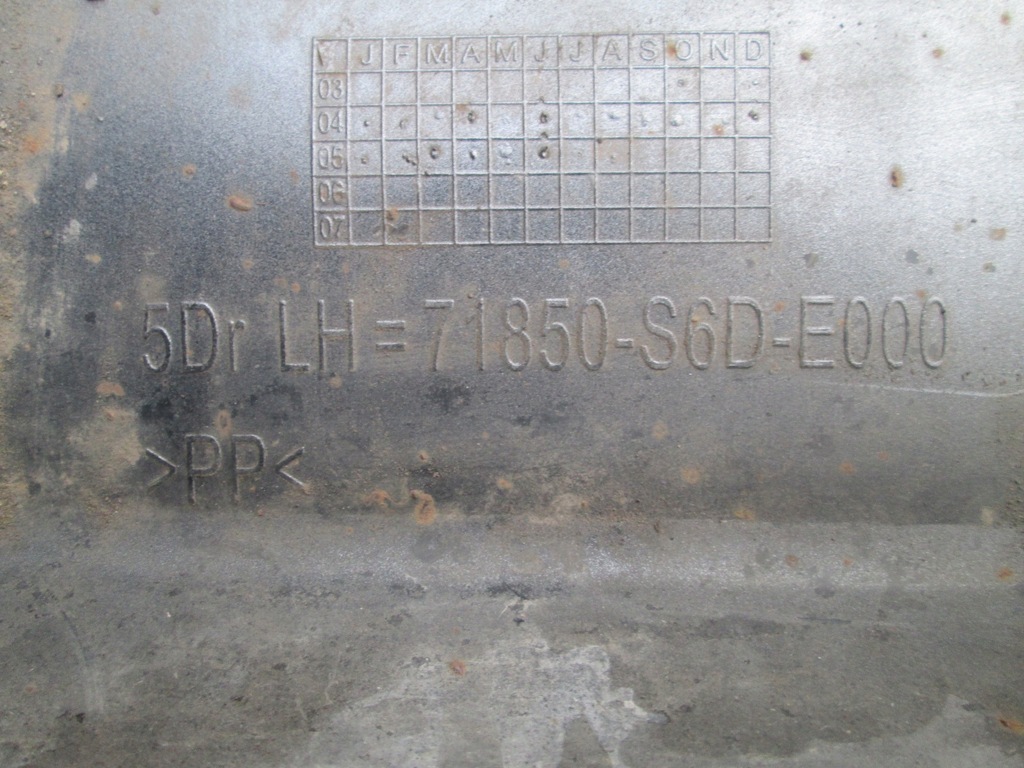 Y J F M A M J J A S O N D
03
04
05
06
07
5Dr LH = 71850-S6D-E000
>PP<